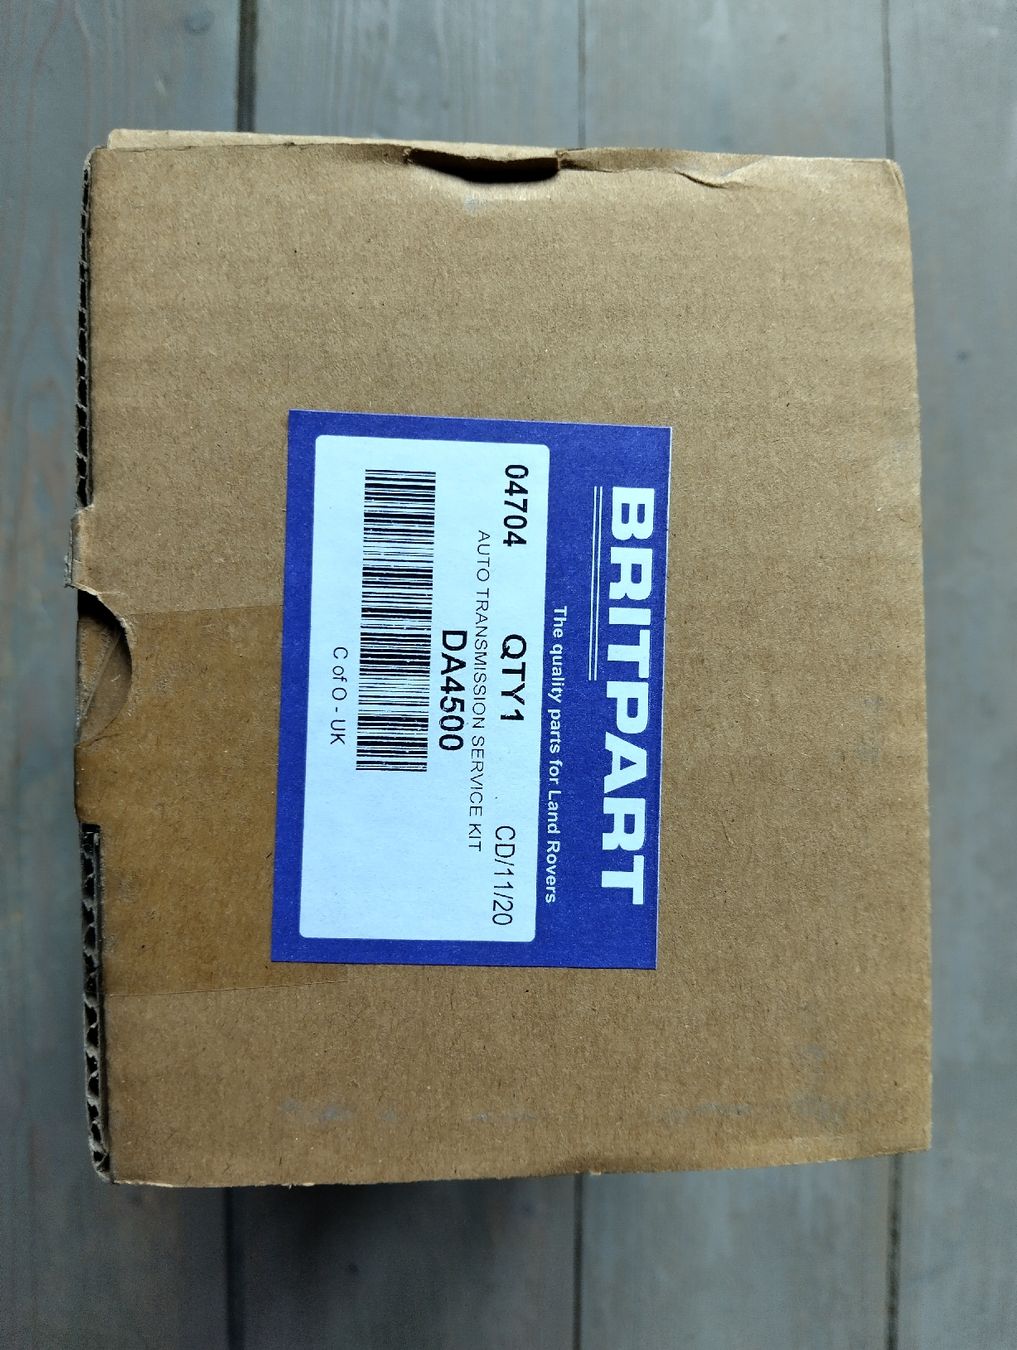 BRITPART
The quality parts for Land Rovers
04704 QTY1 CD/11/20
AUTO TRANSMISSION SERVICE KIT
DA4500
C of O - UK